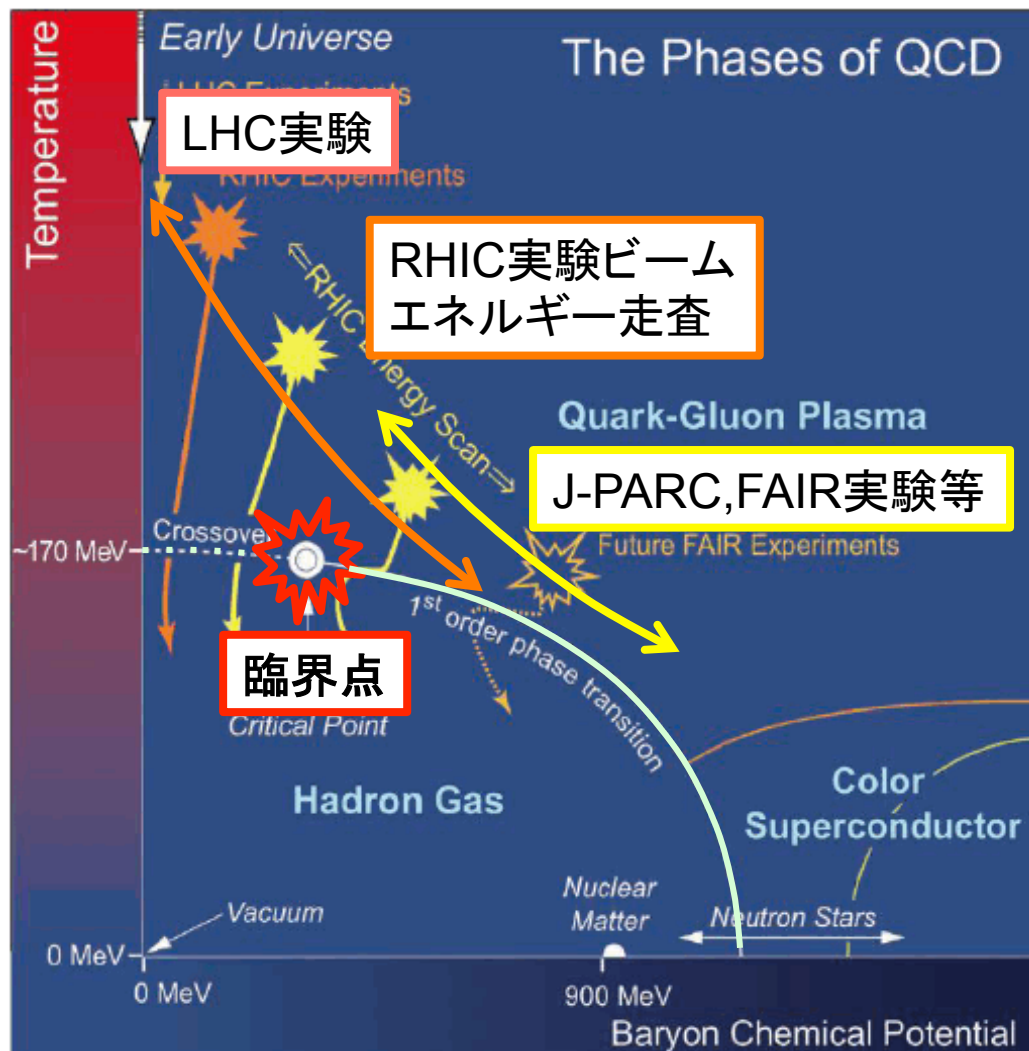 Temperature
Early Universe
The Phases of QCD
LHC Experiments
LHC実験
RHIC Experiments
RHIC実験ビーム
エネルギー走査
⇐RHIC Energy Scan⇒
Quark-Gluon Plasma
J-PARC,FAIR実験等
Crossover
~170 MeV
Future FAIR Experiments
1st order phase transition
臨界点
Critical Point
Hadron Gas
Color
Superconductor
Nuclear
Matter
Vacuum
Neutron Stars
0 MeV
0 MeV
900 MeV
Baryon Chemical Potential